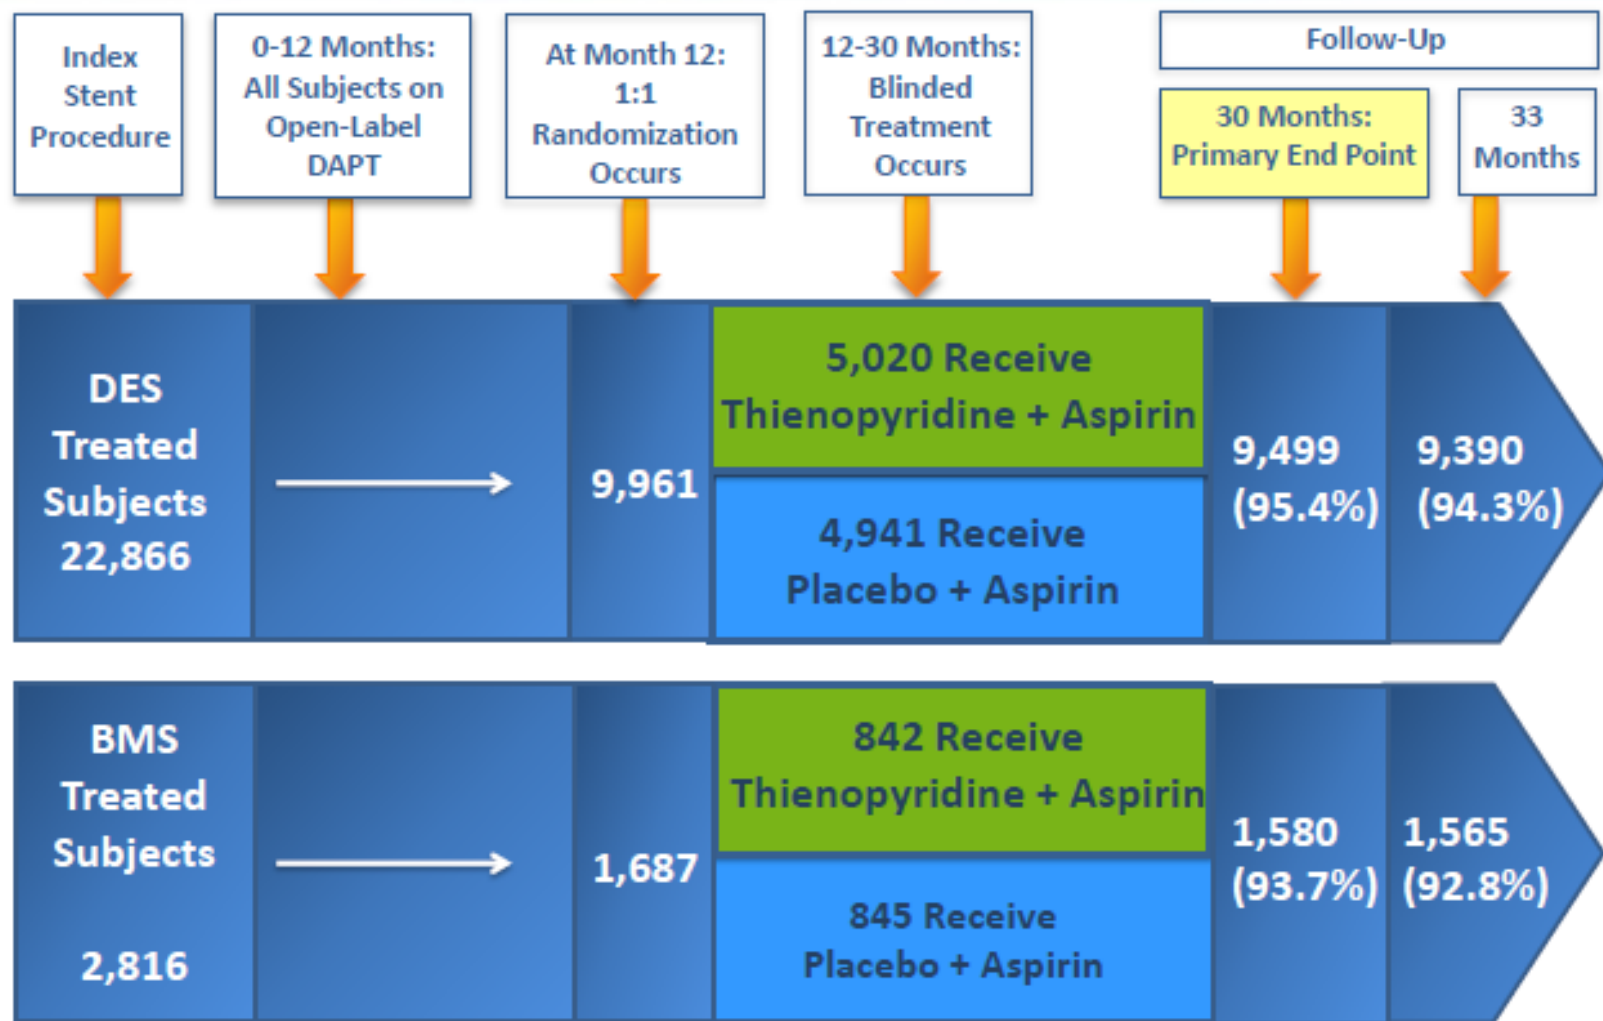 Index
Stent
Procedure
0-12 Months:
All Subjects on
Open-Label
DAPT
At Month 12:
1:1
Randomization
Occurs
12-30 Months:
Blinded
Treatment
Occurs
Follow-Up
30 Months:
Primary End Point
33
Months
DES
Treated
Subjects
22,866
9,961
5,020 Receive
Thienopyridine + Aspirin
4,941 Receive
Placebo + Aspirin
9,499
(95.4%)
9,390
(94.3%)
BMS
Treated
Subjects
2,816
1,687
842 Receive
Thienopyridine + Aspirin
845 Receive
Placebo + Aspirin
1,580
(93.7%)
1,565
(92.8%)